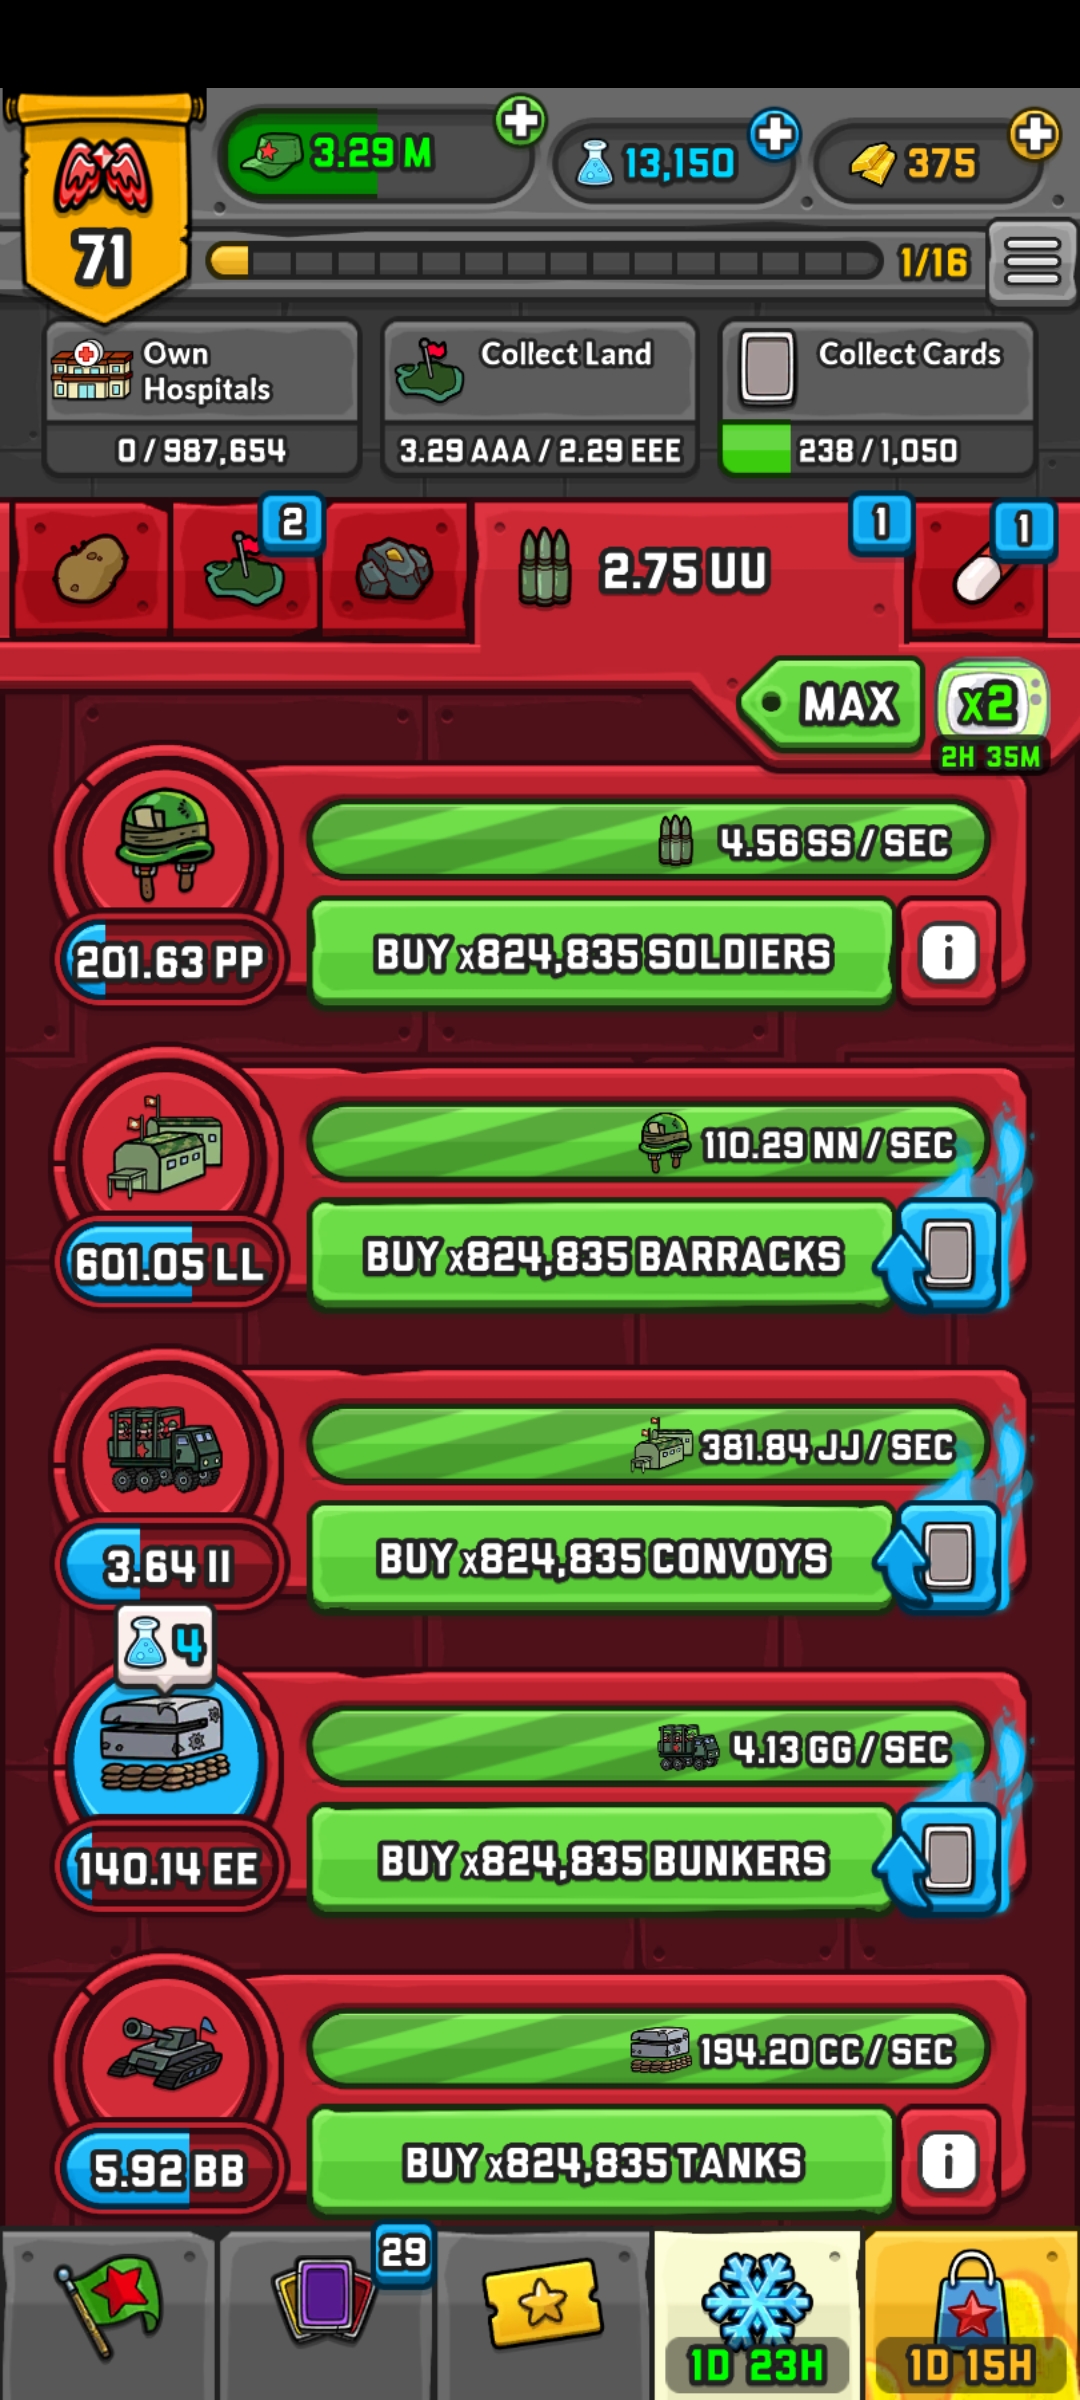 3.29 M
13,150
375
71
1/16
Own Hospitals
0 / 987,654
Collect Land
3.29 AAA / 2.29 EEE
Collect Cards
238 / 1,050
2
2.75 UU
1
1
MAX
x2
2H 35M
4.56 SS / SEC
201.63 PP
BUY x824,835 SOLDIERS
i
110.29 NN / SEC
601.05 LL
BUY x824,835 BARRACKS
381.84 JJ / SEC
3.64 II
BUY x824,835 CONVOYS
4
4.13 GG / SEC
140.14 EE
BUY x824,835 BUNKERS
194.20 CC / SEC
5.92 BB
BUY x824,835 TANKS
i
29
1D 23H
1D 15H